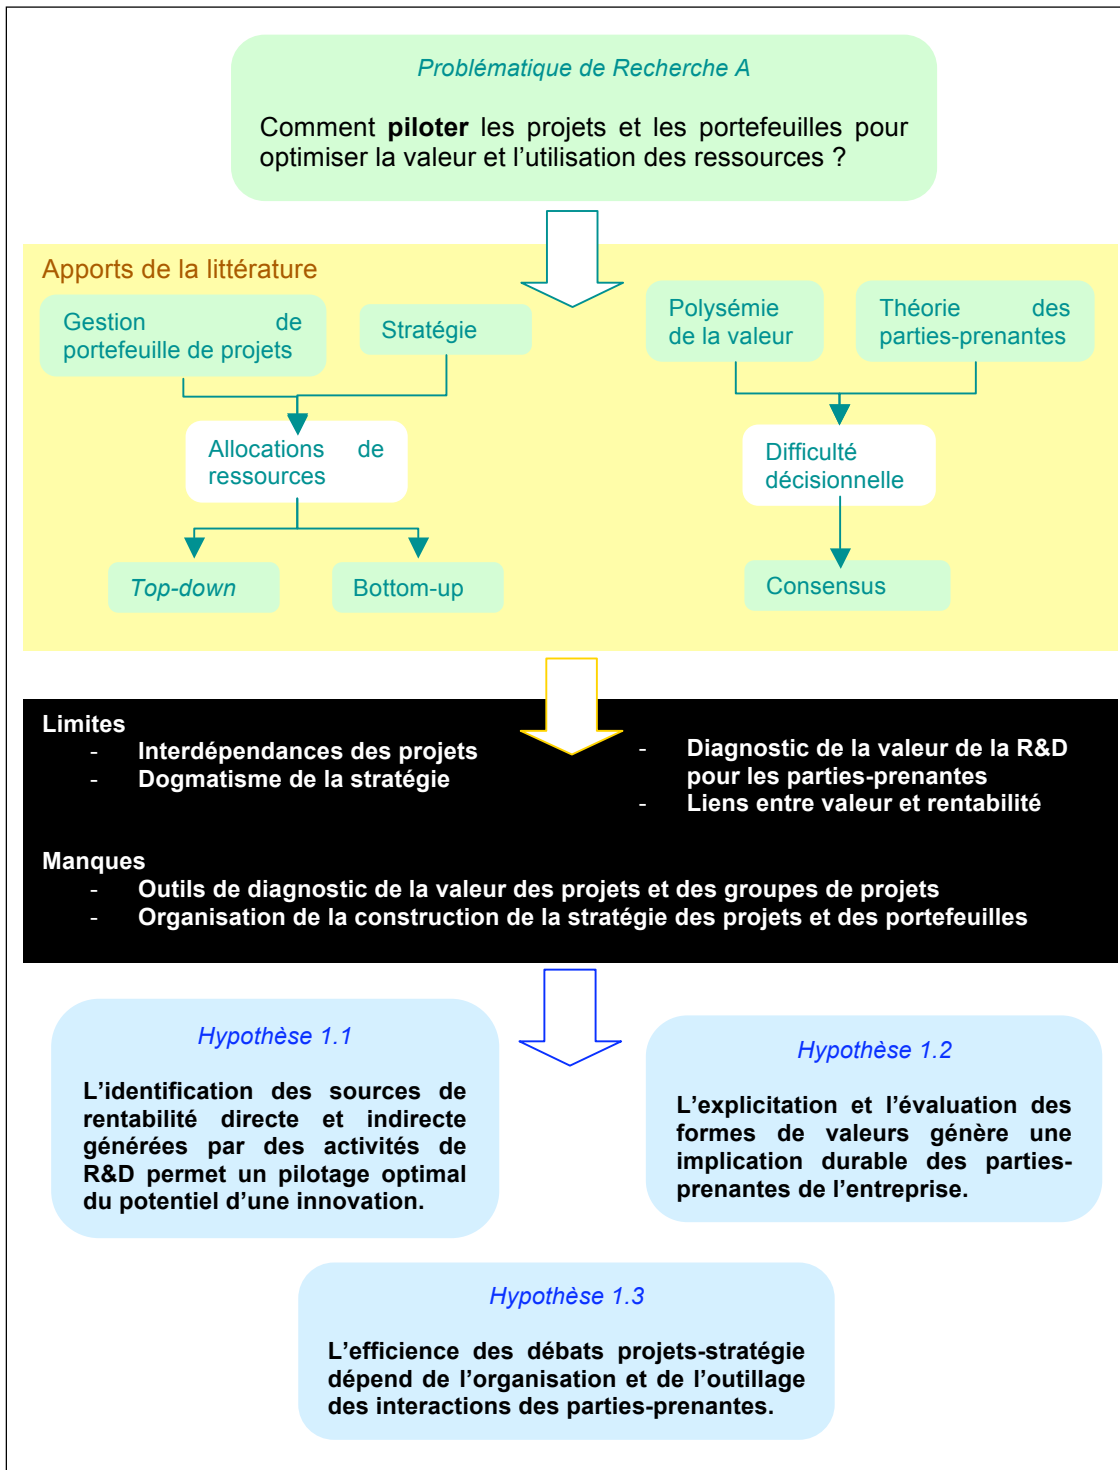 Problématique de Recherche A
Comment piloter les projets et les portefeuilles pour
optimiser la valeur et l'utilisation des ressources ?
Apports de la littérature
Gestion de
portefeuille de projets
Stratégie
Polysémie
de la valeur
Théorie des
parties-prenantes
Allocations de
ressources
Difficulté
décisionnelle
Top-down
Bottom-up
Consensus
Limites
- Interdépendances des projets
- Dogmatisme de la stratégie
- Diagnostic de la valeur de la R&D
pour les parties-prenantes
- Liens entre valeur et rentabilité
Manques
- Outils de diagnostic de la valeur des projets et des groupes de projets
- Organisation de la construction de la stratégie des projets et des portefeuilles
Hypothèse 1.1
L'identification des sources de
rentabilité directe et indirecte
générées par des activités de
R&D permet un pilotage optimal
du potentiel d'une innovation.
Hypothèse 1.2
L'explicitation et l'évaluation des
formes de valeurs génère une
implication durable des parties-
prenantes de l'entreprise.
Hypothèse 1.3
L'efficience des débats projets-stratégie
dépend de l'organisation et de l'outillage
des interactions des parties-prenantes.